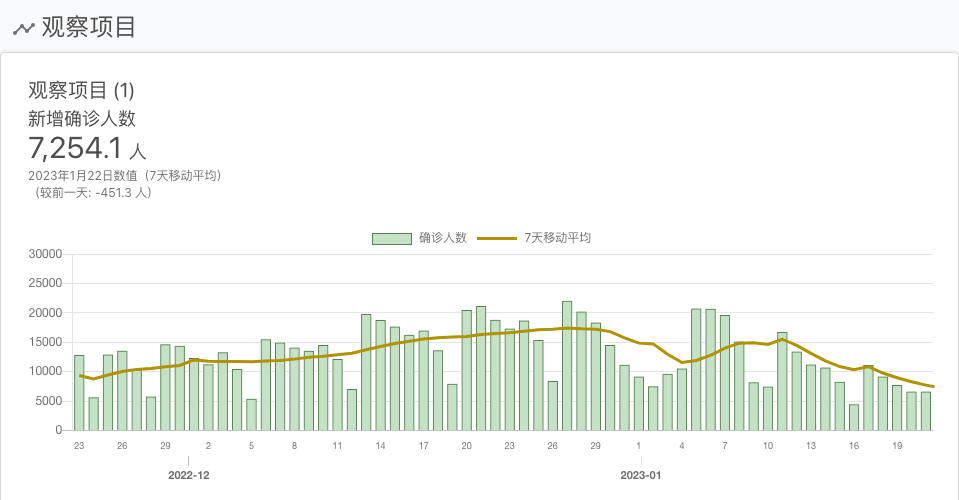 观察项目
观察项目 (1)
新增确诊人数
7,254.1 人
2023年1月22日数值（7天移动平均）
（较前一天: -451.3 人）
确诊人数 7天移动平均
30000
25000
20000
15000
10000
5000
0
23 26 29 2 5 8 11 14 17 20 23 26 29 1 4 7 10 13 16 19
2022-12 2023-01